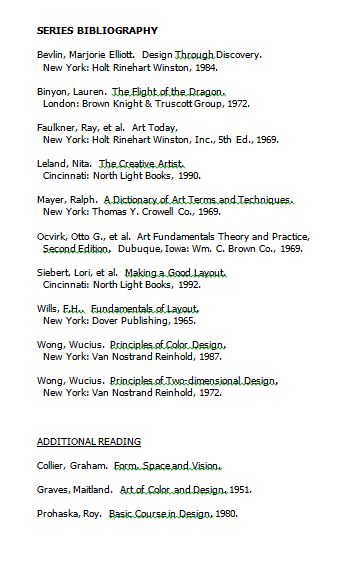 SERIES BIBLIOGRAPHY
Bevlin, Marjorie Elliott.  Design Through Discovery.
New York: Holt Rinehart Winston, 1984.
Binyon, Lauren.  The Flight of the Dragon.
London: Brown Knight & Truscott Group, 1972.
Faulkner, Ray, et al.  Art Today,
New York: Holt Rinehart Winston, Inc., 5th Ed., 1969.
Leland, Nita.  The Creative Artist.
Cincinnati: North Light Books, 1990.
Mayer, Ralph.  A Dictionary of Art Terms and Techniques.
New York: Thomas Y. Crowell Co., 1969.
Ocvirk, Otto G., et al.  Art Fundamentals Theory and Practice,
Second Edition.  Dubuque, Iowa: Wm. C. Brown Co., 1969.
Siebert, Lori, et al.  Making a Good Layout.
Cincinnati: North Light Books, 1992.
Wills, F.H..  Fundamentals of Layout.
New York: Dover Publishing, 1965.
Wong, Wucius.  Principles of Color Design.
New York: Van Nostrand Reinhold, 1987.
Wong, Wucius.  Principles of Two-dimensional Design.
New York: Van Nostrand Reinhold, 1972.
ADDITIONAL READING
Collier, Graham.  Form, Space and Vision.
Graves, Maitland.  Art of Color and Design, 1951.
Prohaska, Roy.  Basic Course in Design, 1980.